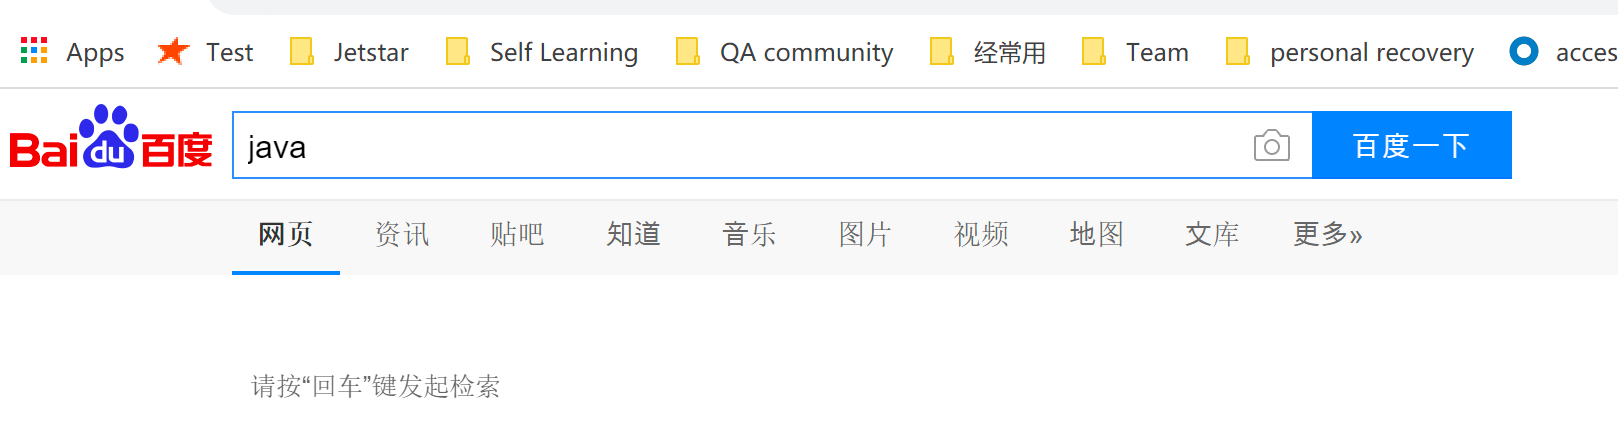 Apps Test Jetstar Self Learning QA community 经常用 Team personal recovery acces
Bai du 百度 java 百度一下
网页 资讯 贴吧 知道 音乐 图片 视频 地图 文库 更多»
请按“回车”键发起检索